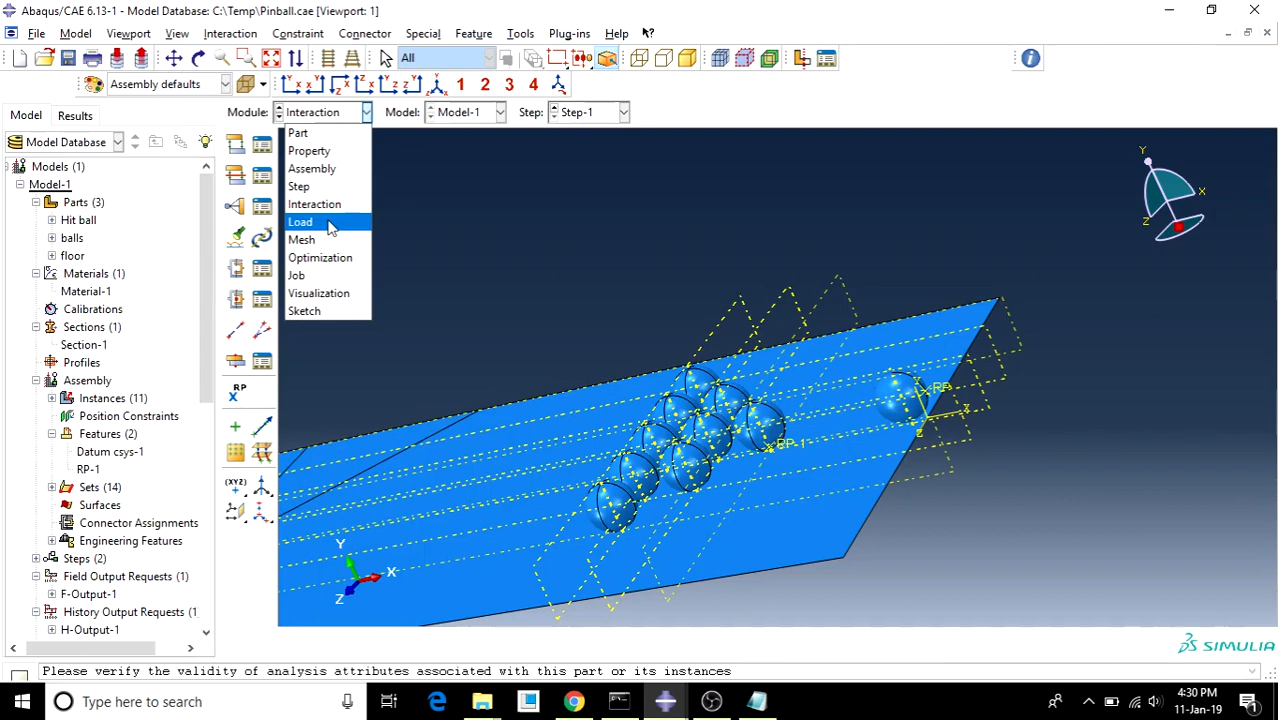 Abaqus/CAE 6.13-1 - Model Database: C:\Temp\Pinball.cae [Viewport: 1]
File Model Viewport View Interaction Constraint Connector Special Feature Tools Plug-ins Help
All
Assembly defaults
1 2 3 4
Model Results
Module: Interaction Model: Model-1 Step: Step-1
Part
Property
Assembly
Step
Interaction
Load
Mesh
Optimization
Job
Visualization
Sketch
Model Database
Models (1)
Model-1
Parts (3)
Hit ball
balls
floor
Materials (1)
Material-1
Calibrations
Sections (1)
Section-1
Profiles
Assembly
Instances (11)
Position Constraints
Features (2)
Datum csys-1
RP-1
Sets (14)
Surfaces
Connector Assignments
Engineering Features
Steps (2)
Field Output Requests (1)
F-Output-1
History Output Requests (1
H-Output-1
RP
X
(XYZ)
Y
X
Z
RP
X
Z
RP-1
Y
X
Z
SIMULIA
Please verify the validity of analysis attributes associated with this part or its instances
Type here to search
4:30 PM
11-Jan-19
1